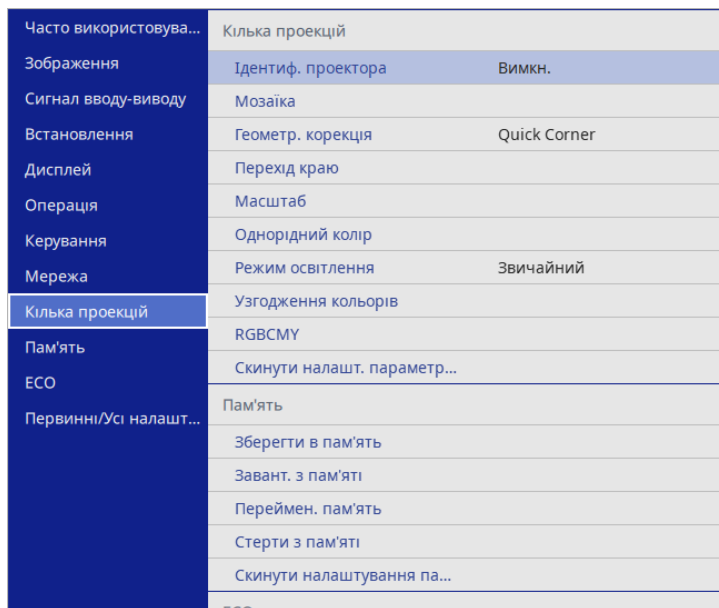 Часто використовува...
Зображення
Сигнал вводу-виводу
Встановлення
Дисплей
Операція
Керування
Мережа
Кілька проекцій
Пам'ять
ECO
Первинні/Усі налашт...
Кілька проекцій
Ідентиф. проектора Вимкн.
Мозаїка
Геометр. корекція Quick Corner
Перехід краю
Масштаб
Однорідний колір
Режим освітлення Звичайний
Узгодження кольорів
RGBCMY
Скинути налашт. параметр...
Пам'ять
Зберегти в пам'ять
Завант. з пам'яті
Переймен. пам'ять
Стерти з пам'яті
Скинути налаштування па...